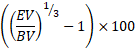 ((EV/BV)^{1/3} − 1) × 100